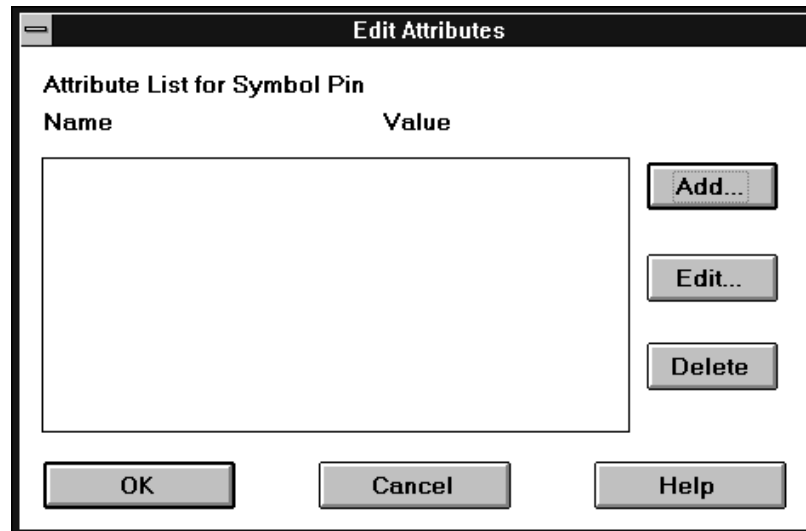 Edit Attributes
Attribute List for Symbol Pin
Name Value
Add...
Edit...
Delete
OK Cancel Help